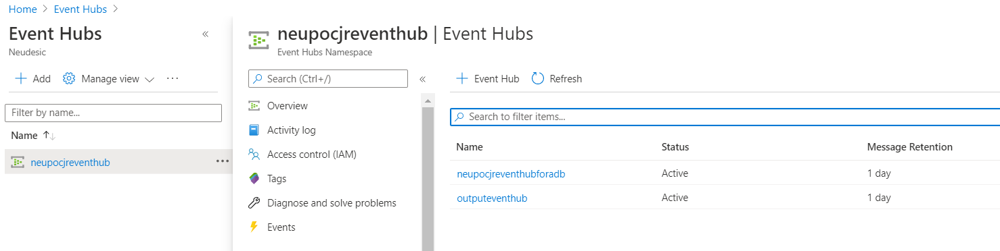 Home > Event Hubs >
Event Hubs «
Neudesic
+ Add Manage view ...
Filter by name...
Name ↑↓
neupocjreventhub ...
neupocjreventhub | Event Hubs
Event Hubs Namespace
Search (Ctrl+/) «
Overview
Activity log
Access control (IAM)
Tags
Diagnose and solve problems
Events
+ Event Hub Refresh
Search to filter items...
Name Status Message Retention
neupocjreventhubforadb Active 1 day
outputeventhub Active 1 day